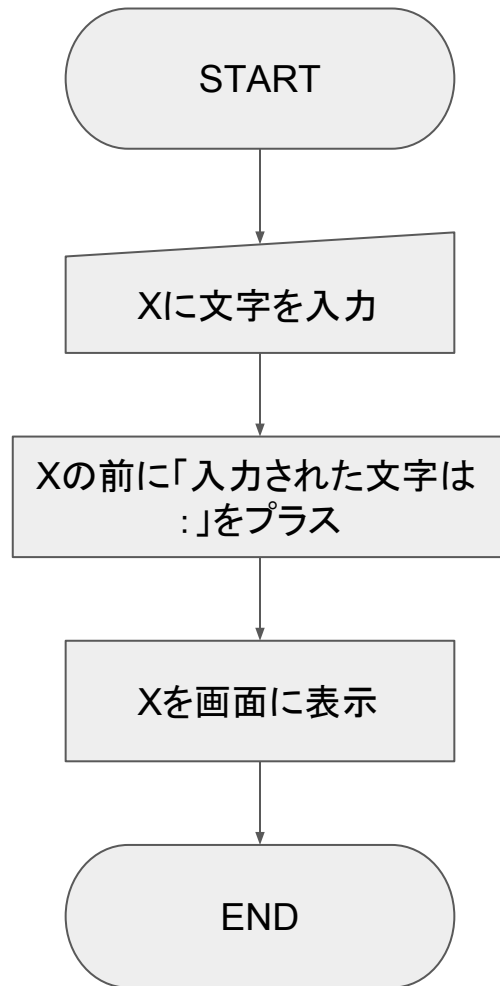 START
Xに文字を入力
Xの前に「入力された文字は
：」をプラス
Xを画面に表示
END